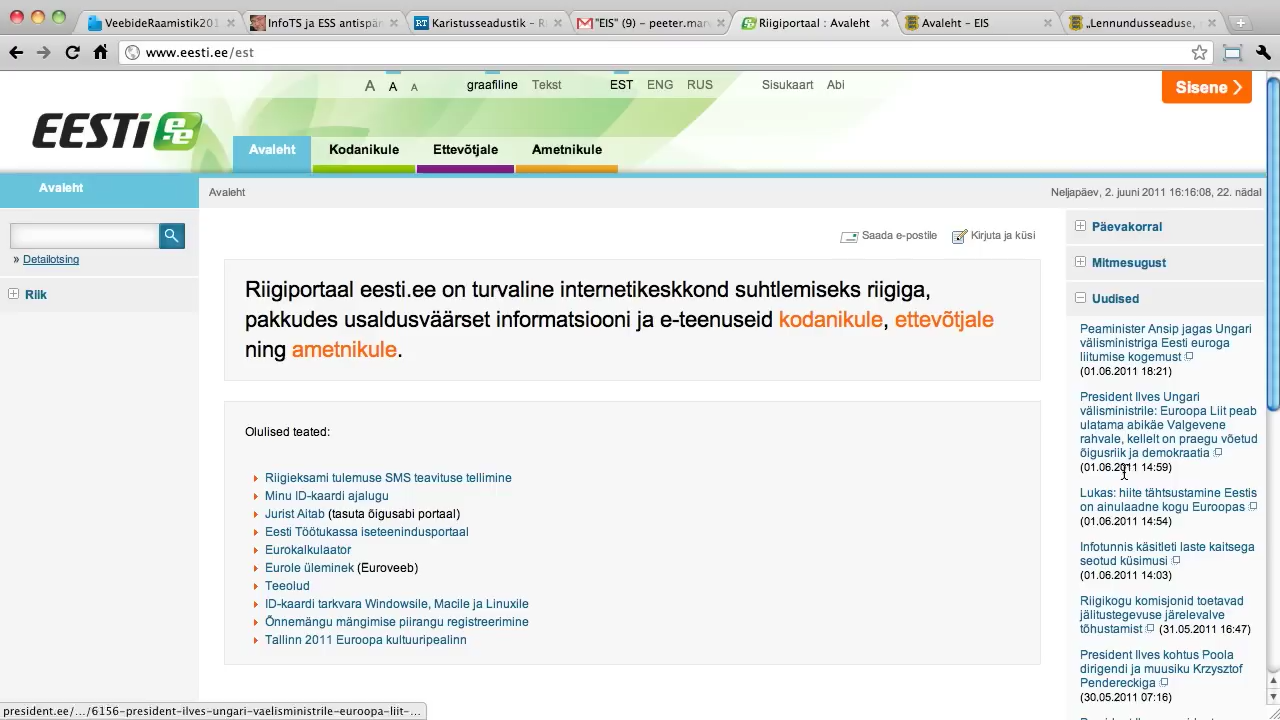 VeebideRaamistik201
InfoTS ja ESS antispän
Karistusseadustik - Ri
"EIS" (9) - peeter.mar
Riigiportaal : Avaleht
Avaleht - EIS
„Lennundusseaduse,
www.eesti.ee/est
A A A graafiline Tekst EST ENG RUS Sisukaart Abi
Sisene
EESTi ee
Avaleht Kodanikule Ettevõtjale Ametnikule
Avaleht
Avaleht
Neljapäev, 2. juuni 2011 16:16:08, 22. nädal
» Detailotsing
Riik
Saada e-postile Kirjuta ja küsi
Riigiportaal eesti.ee on turvaline internetikeskkond suhtlemiseks riigiga,
pakkudes usaldusväärset informatsiooni ja e-teenuseid kodanikule, ettevõtjale
ning ametnikule.
Olulised teated:
Riigieksami tulemuse SMS teavituse tellimine
Minu ID-kaardi ajalugu
Jurist Aitab (tasuta õigusabi portaal)
Eesti Töötukassa iseteenindusportaal
Eurokalkulaator
Eurole üleminek (Euroveeb)
Teeolud
ID-kaardi tarkvara Windowsile, Macile ja Linuxile
Õnnemängu mängimise piirangu registreerimine
Tallinn 2011 Euroopa kultuuripealinn
Päevakorral
Mitmesugust
Uudised
Peaminister Ansip jagas Ungari
välisministriga Eesti euroga
liitumise kogemust
(01.06.2011 18:21)
President Ilves Ungari
välisministrile: Euroopa Liit peab
ulatama abikäe Valgevene
rahvale, kellelt on praegu võetud
õigusriik ja demokraatia
(01.06.2011 14:59)
Lukas: hiite tähtsustamine Eestis
on ainulaadne kogu Euroopas
(01.06.2011 14:54)
Infotunnis käsitleti laste kaitsega
seotud küsimusi
(01.06.2011 14:03)
Riigikogu komisjonid toetavad
jälitustegevuse järelevalve
tõhustamist (31.05.2011 16:47)
President Ilves kohtus Poola
dirigendi ja muusiku Krzysztof
Pendereckiga
(30.05.2011 07:16)
president.ee/.../6156-president-ilves-ungari-vaelisministrile-euroopa-liit-...